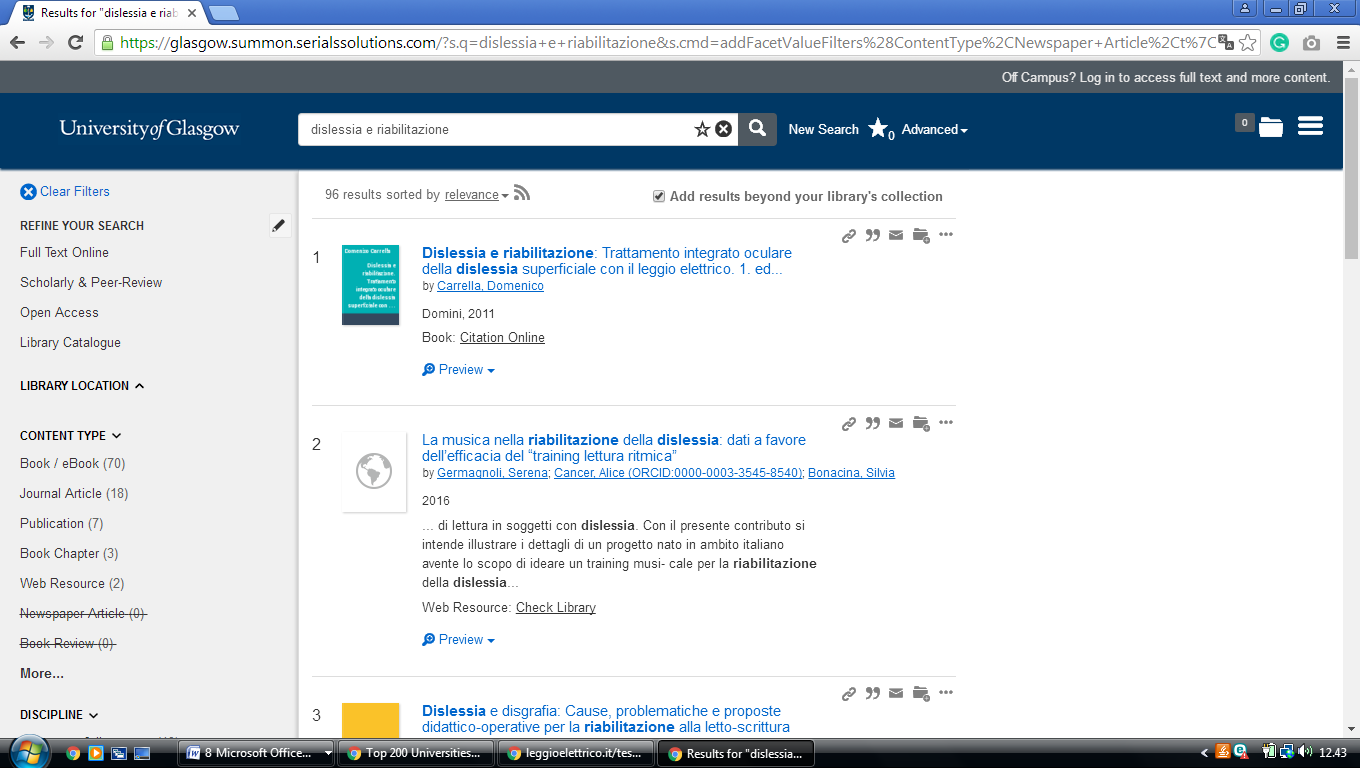 Results for "dislessia e riab
https://glasgow.summon.serialssolutions.com/?s.q=dislessia+e+riabilitazione&s.cmd=addFacetValueFilters%28ContentType%2CNewspaper+Article%2Ct%7C
Off Campus? Log in to access full text and more content.
University of Glasgow
dislessia e riabilitazione
New Search
0
Advanced
0
Clear Filters
REFINE YOUR SEARCH
Full Text Online
Scholarly & Peer-Review
Open Access
Library Catalogue
LIBRARY LOCATION
CONTENT TYPE
Book / eBook (70)
Journal Article (18)
Publication (7)
Book Chapter (3)
Web Resource (2)
Newspaper Article (0)
Book Review (0)
More...
DISCIPLINE
96 results sorted by relevance
Add results beyond your library's collection
1
Domenico Carrella
Dislessia e
riabilitazione.
Trattamento
integrato oculare
della dislessia
superficiale con ...
Dislessia e riabilitazione: Trattamento integrato oculare
della dislessia superficiale con il leggio elettrico. 1. ed...
by Carrella, Domenico
Domini, 2011
Book: Citation Online
Preview
2
La musica nella riabilitazione della dislessia: dati a favore
dell'efficacia del “training lettura ritmica”
by Germagnoli, Serena; Cancer, Alice (ORCID:0000-0003-3545-8540); Bonacina, Silvia
2016
... di lettura in soggetti con dislessia. Con il presente contributo si
intende illustrare i dettagli di un progetto nato in ambito italiano
avente lo scopo di ideare un training musi- cale per la riabilitazione
della dislessia...
Web Resource: Check Library
Preview
3
Dislessia e disgrafia: Cause, problematiche e proposte
didattico-operative per la riabilitazione alla letto-scrittura
8 Microsoft Office...
Top 200 Universities...
leggioelettrico.it/tes...
Results for "dislessia...
12.43